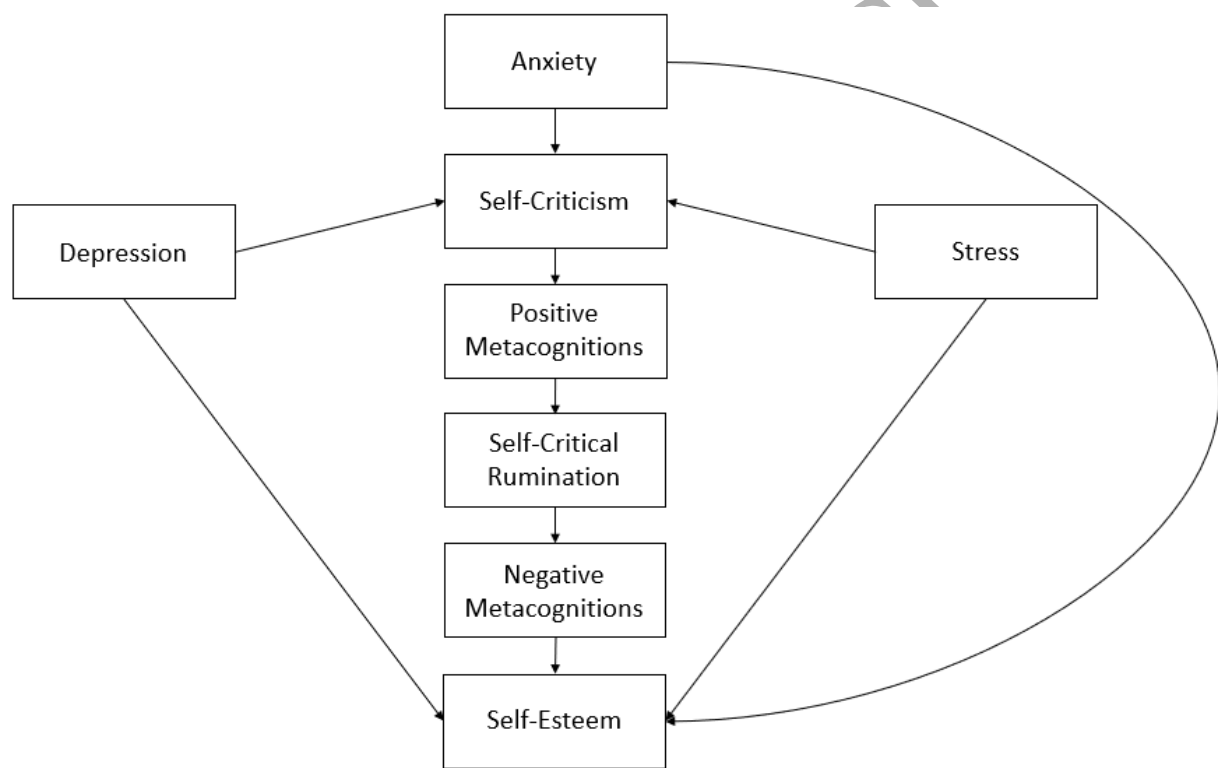 Anxiety
Self-Criticism
Depression
Stress
Positive
Metacognitions
Self-Critical
Rumination
Negative
Metacognitions
Self-Esteem